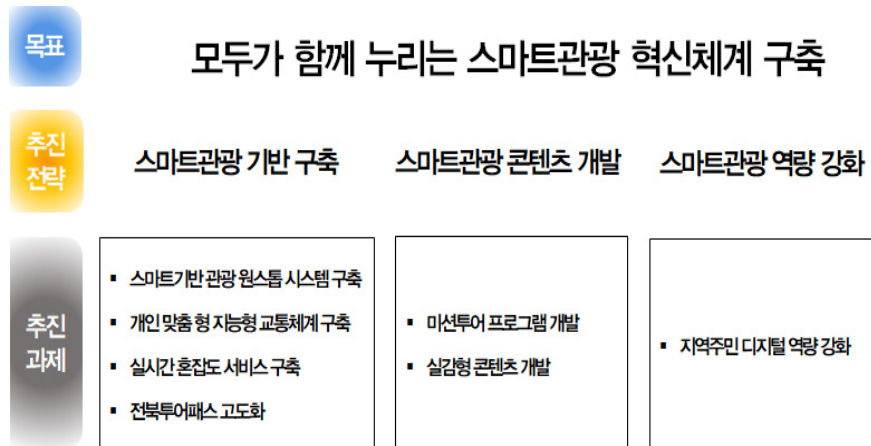 목표
모두가 함께 누리는 스마트관광 혁신체계 구축
추진
전략
스마트관광 기반 구축
스마트관광 콘텐츠 개발
스마트관광 역량 강화
추진
과제
▪ 스마트기반 관광 원스톱 시스템 구축
▪ 개인 맞춤 형 지능형 교통체계 구축
▪ 실시간 혼잡도 서비스 구축
▪ 전북투어패스 고도화
▪ 미션투어 프로그램 개발
▪ 실감형 콘텐츠 개발
▪ 지역주민 디지털 역량 강화